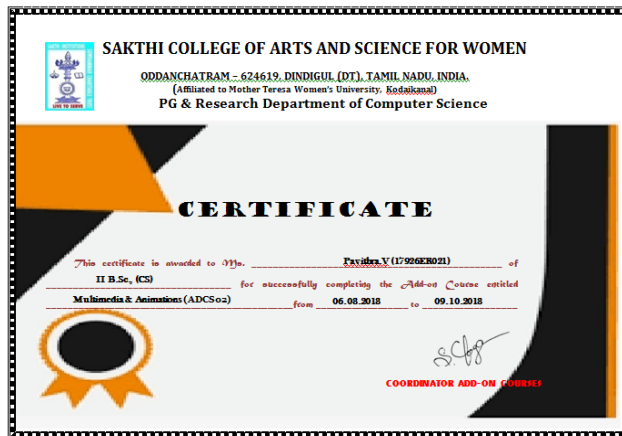 SAKTHI COLLEGE OF ARTS AND SCIENCE FOR WOMEN
ODDANCHATRAM – 624619, DINDIGUL (DT), TAMIL NADU, INDIA.
(Affiliated to Mother Teresa Women's University, Kodaikanal)
PG & Research Department of Computer Science
LIVE TO SERVE
CERTIFICATE
This certificate is awarded to Ms. Pavithra.V (17926ER021) of
II B.Sc., (CS) for successfully completing the Add-on Course entitled
Multimedia & Animations (ADCS02) from 06.08.2018 to 09.10.2018
COORDINATOR ADD-ON COURSES